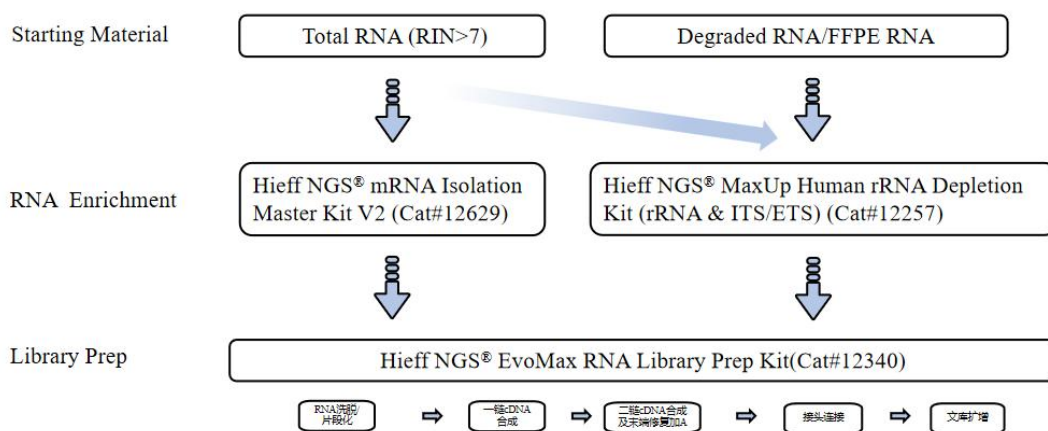 Starting Material
Total RNA (RIN>7)
Degraded RNA/FFPE RNA
RNA Enrichment
Hieff NGS® mRNA Isolation
Master Kit V2 (Cat#12629)
Hieff NGS® MaxUp Human rRNA Depletion
Kit (rRNA & ITS/ETS) (Cat#12257)
Library Prep
Hieff NGS® EvoMax RNA Library Prep Kit(Cat#12340)
RNA洗脱/
片段化
一链cDNA
合成
二链cDNA合成
及末端修复加A
接头连接
文库扩增